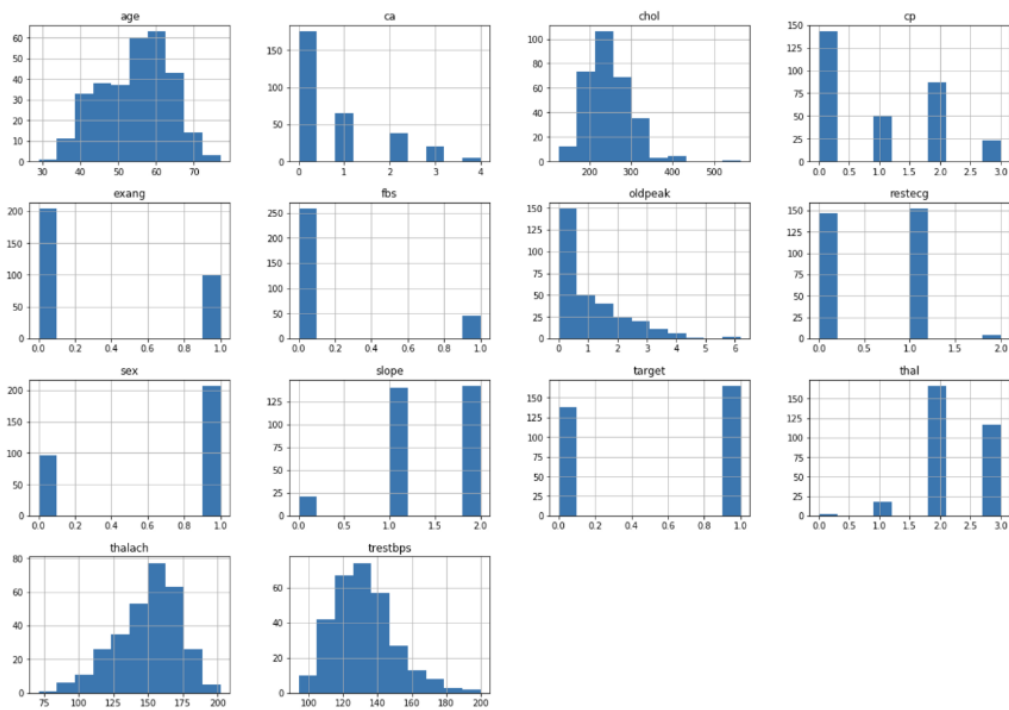 age ca chol cp
60 50 40 30 20 10 0
30 40 50 60 70
150 100 50 0
0 1 2 3 4
100 80 60 40 20 0
200 300 400 500
150 125 100 75 50 25 0
0.0 0.5 1.0 1.5 2.0 2.5 3.0
exang fbs oldpeak restecg
200 150 100 50 0
0.0 0.2 0.4 0.6 0.8 1.0
250 200 150 100 50 0
0.0 0.2 0.4 0.6 0.8 1.0
150 125 100 75 50 25 0
0 1 2 3 4 5 6
150 125 100 75 50 25 0
0.0 0.5 1.0 1.5 2.0
sex slope target thal
200 150 100 50 0
0.0 0.2 0.4 0.6 0.8 1.0
125 100 75 50 25 0
0.0 0.5 1.0 1.5 2.0
150 125 100 75 50 25 0
0.0 0.2 0.4 0.6 0.8 1.0
150 125 100 75 50 25 0
0.0 0.5 1.0 1.5 2.0 2.5 3.0
thalach trestbps
80 60 40 20 0
75 100 125 150 175 200
60 40 20 0
100 120 140 160 180 200